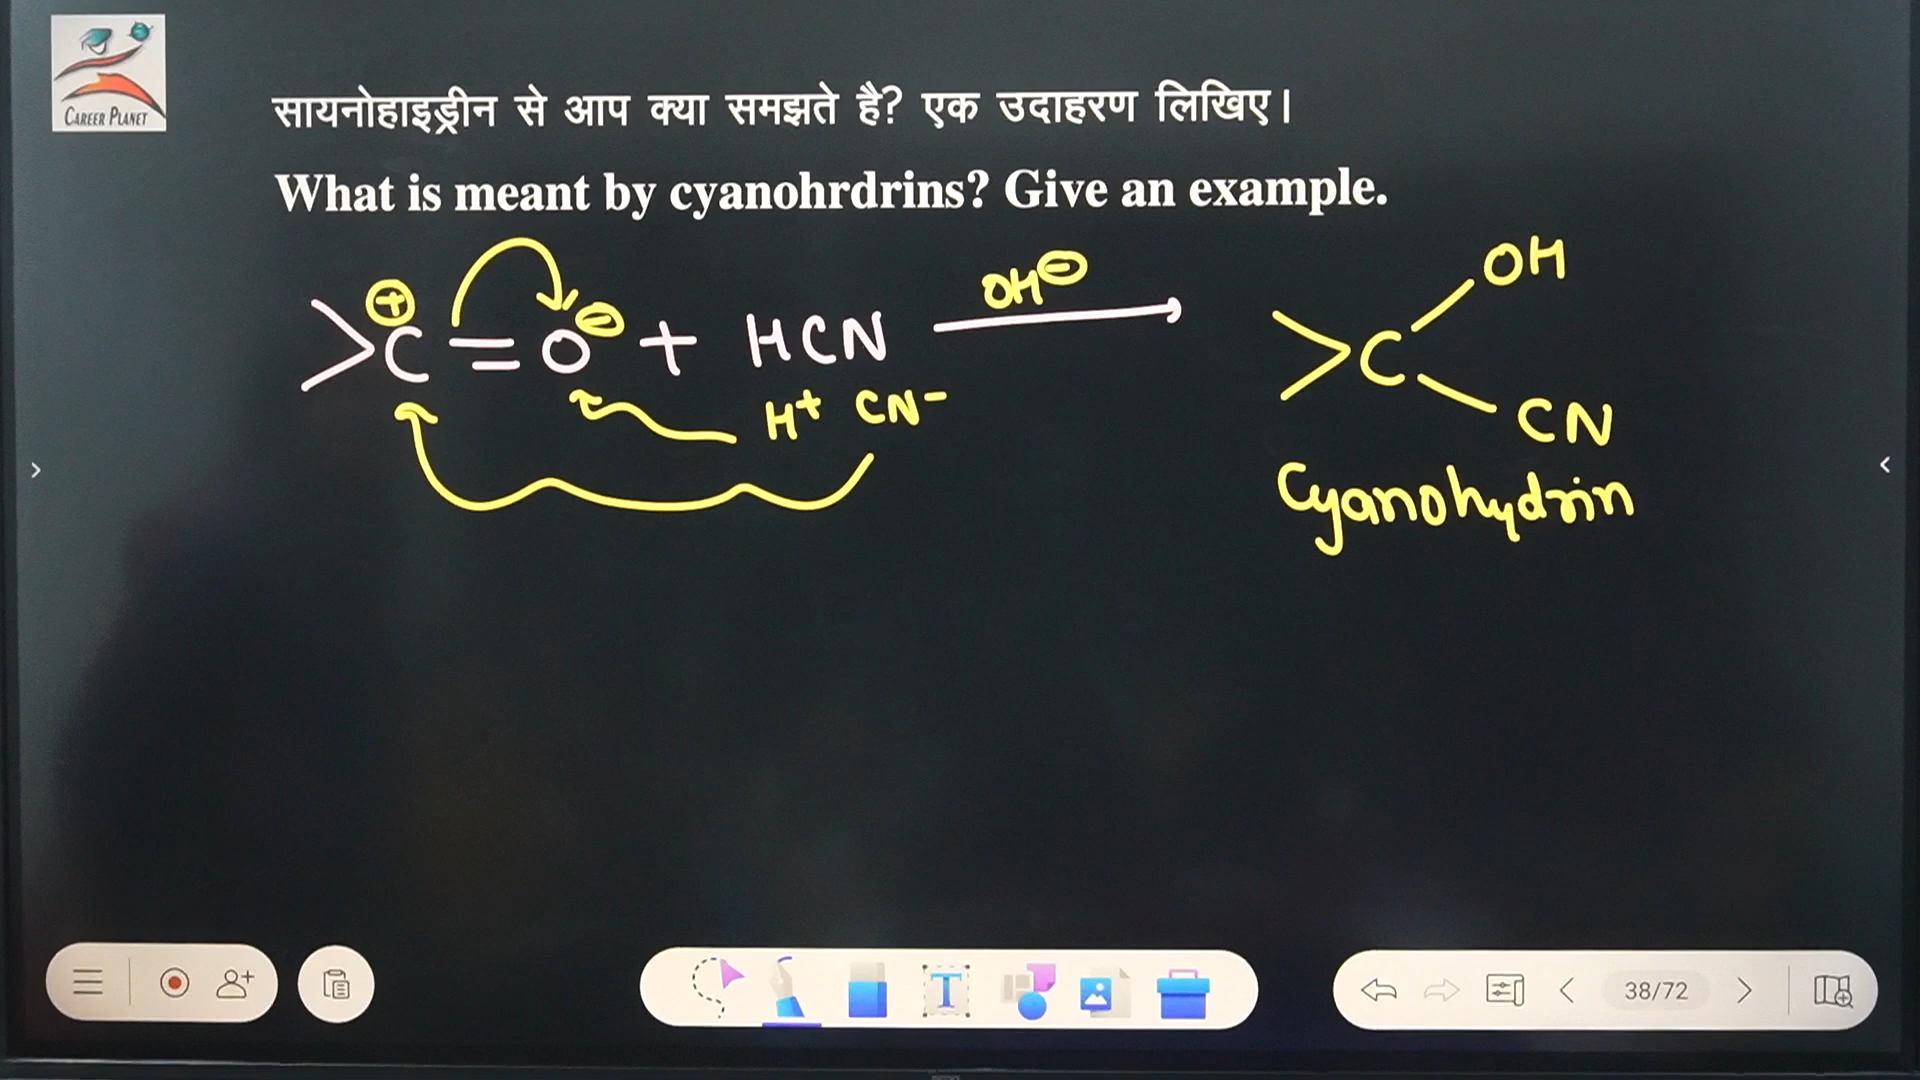 CAREER PLANET
सायनोहाइड्रीन से आप क्या समझते है? एक उदाहरण लिखिए।
What is meant by cyanohrdrins? Give an example.
>C⊕=O⊖ + HCN OH⊖ → >C OH CN
H⁺ CN⁻
Cyanohydrin
38/72